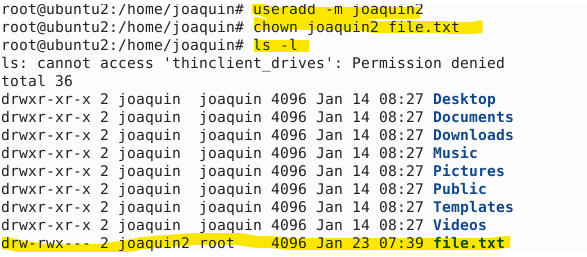 root@ubuntu2:/home/joaquin# useradd -m joaquin2
root@ubuntu2:/home/joaquin# chown joaquin2 file.txt
root@ubuntu2:/home/joaquin# ls -l
ls: cannot access 'thinclient_drives': Permission denied
total 36
drwxr-xr-x 2 joaquin  joaquin 4096 Jan 14 08:27 Desktop
drwxr-xr-x 2 joaquin  joaquin 4096 Jan 14 08:27 Documents
drwxr-xr-x 2 joaquin  joaquin 4096 Jan 14 08:27 Downloads
drwxr-xr-x 2 joaquin  joaquin 4096 Jan 14 08:27 Music
drwxr-xr-x 2 joaquin  joaquin 4096 Jan 14 08:27 Pictures
drwxr-xr-x 2 joaquin  joaquin 4096 Jan 14 08:27 Public
drwxr-xr-x 2 joaquin  joaquin 4096 Jan 14 08:27 Templates
drwxr-xr-x 2 joaquin  joaquin 4096 Jan 14 08:27 Videos
drw-rwx--- 2 joaquin2 root    4096 Jan 23 07:39 file.txt